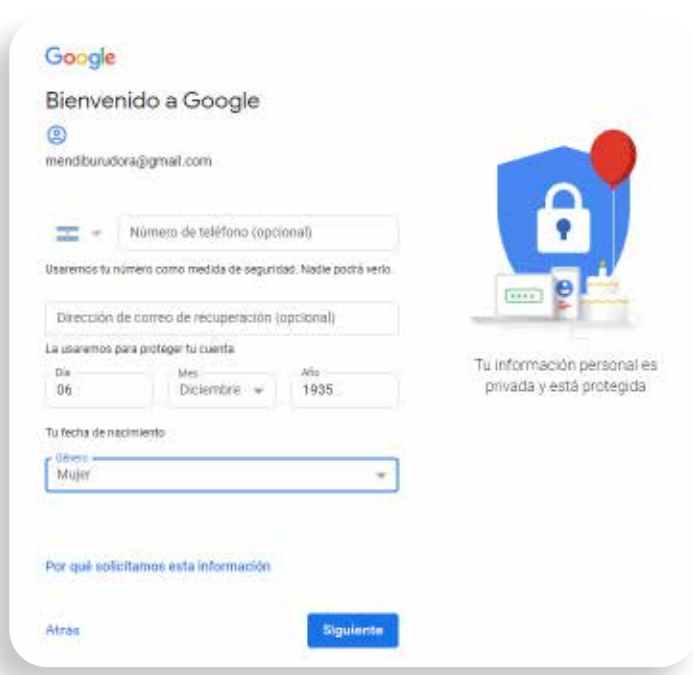 Google
Bienvenido a Google
mendiburudora@gmail.com
Número de teléfono (opcional)
Usaremos tu número como medida de seguridad. Nadie podrá verlo.
Dirección de correo de recuperación (opcional)
La usaremos para proteger tu cuenta
Día
06
Mes
Diciembre
Año
1935
Tu fecha de nacimiento
Género
Mujer
Por qué solicitamos esta información
Atrás
Siguiente
Tu información personal es
privada y está protegida